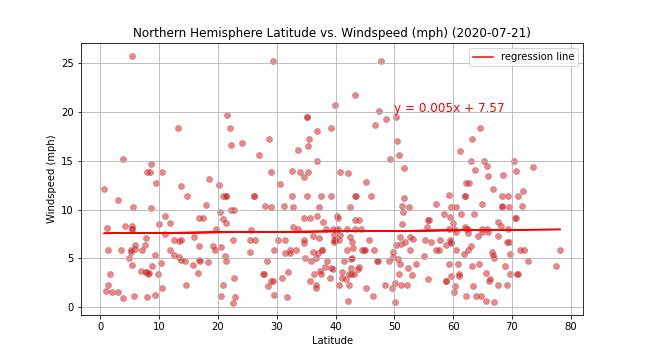 Northern Hemisphere Latitude vs. Windspeed (mph) (2020-07-21)
regression line
y = 0.005x + 7.57
Windspeed (mph)
25
20
15
10
5
0
0 10 20 30 40 50 60 70 80
Latitude